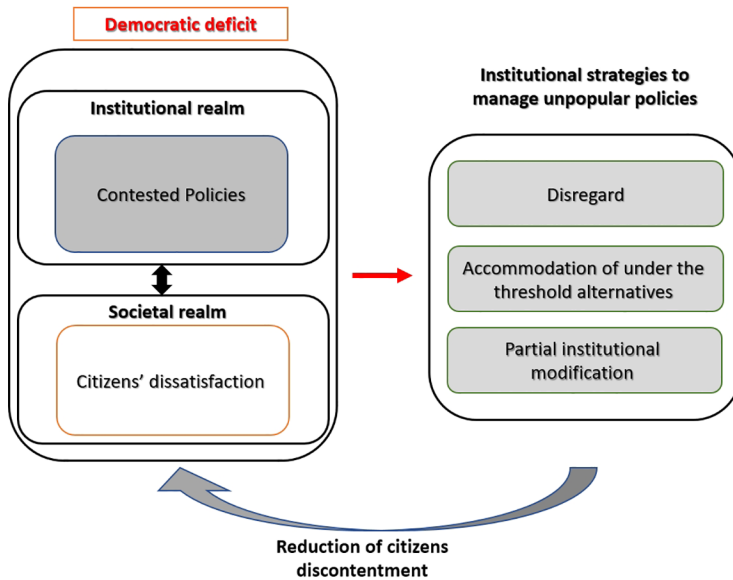 Democratic deficit
Institutional realm
Contested Policies
Societal realm
Citizens’ dissatisfaction
Institutional strategies to
manage unpopular policies
Disregard
Accommodation of under the
threshold alternatives
Partial institutional
modification
Reduction of citizens
discontentment